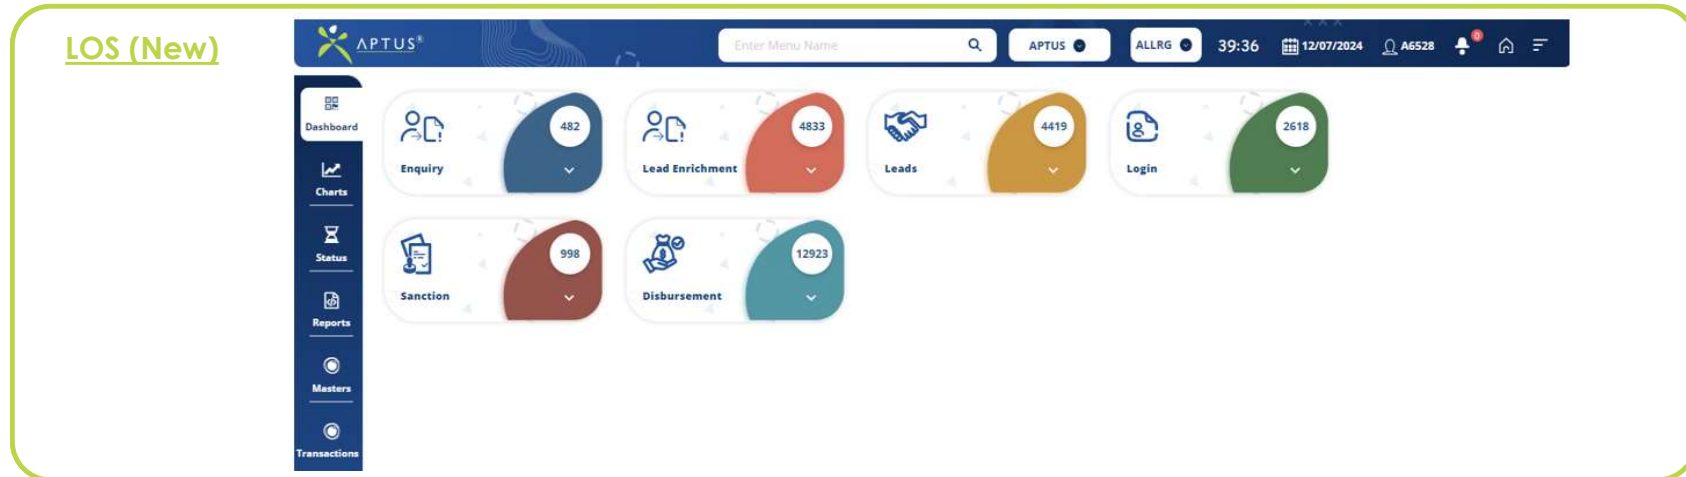 LOS (New)
APTUS®
Enter Menu Name
APTUS
ALLRG
39:36
12/07/2024
A6528
0
Dashboard
Charts
Status
Reports
Masters
Transactions
482
Enquiry
4833
Lead Enrichment
4419
Leads
2618
Login
998
Sanction
12923
Disbursement